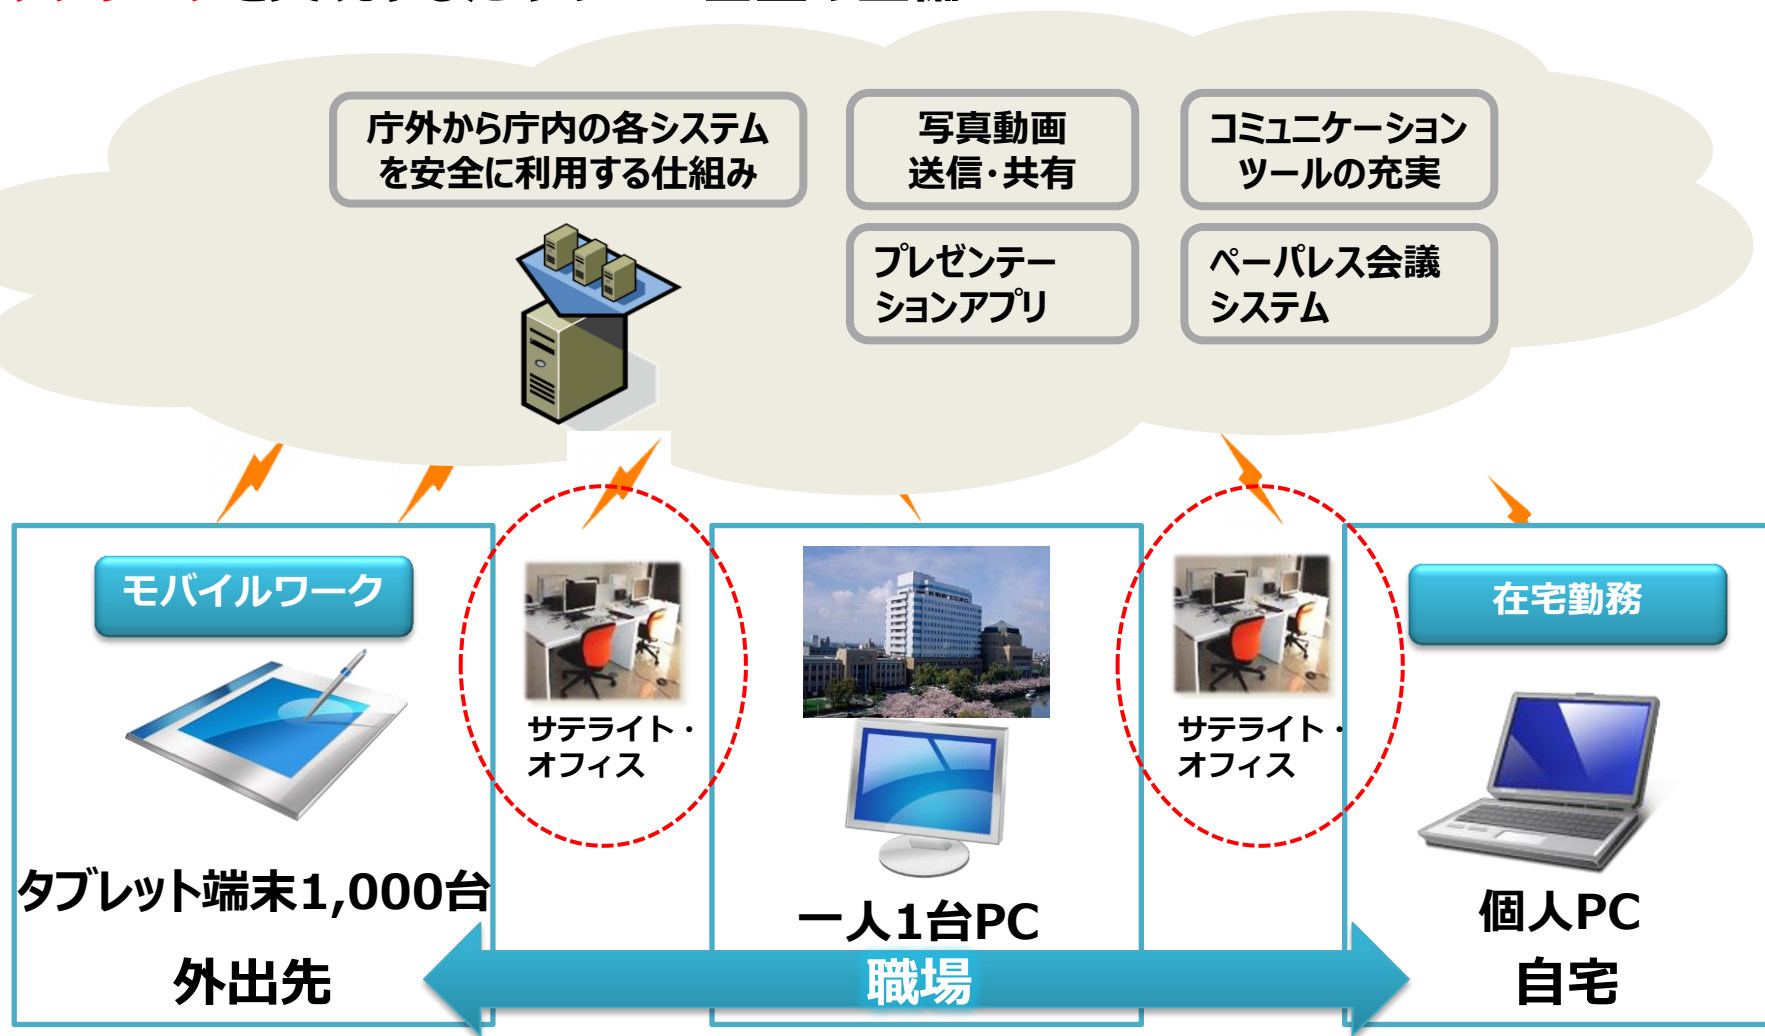 庁外から庁内の各システム
を安全に利用する仕組み
写真動画
送信・共有
コミュニケーション
ツールの充実
プレゼンテー
ションアプリ
ペーパレス会議
システム
モバイルワーク
在宅勤務
サテライト・
オフィス
サテライト・
オフィス
タブレット端末1,000台
一人1台PC
個人PC
外出先
職場
自宅